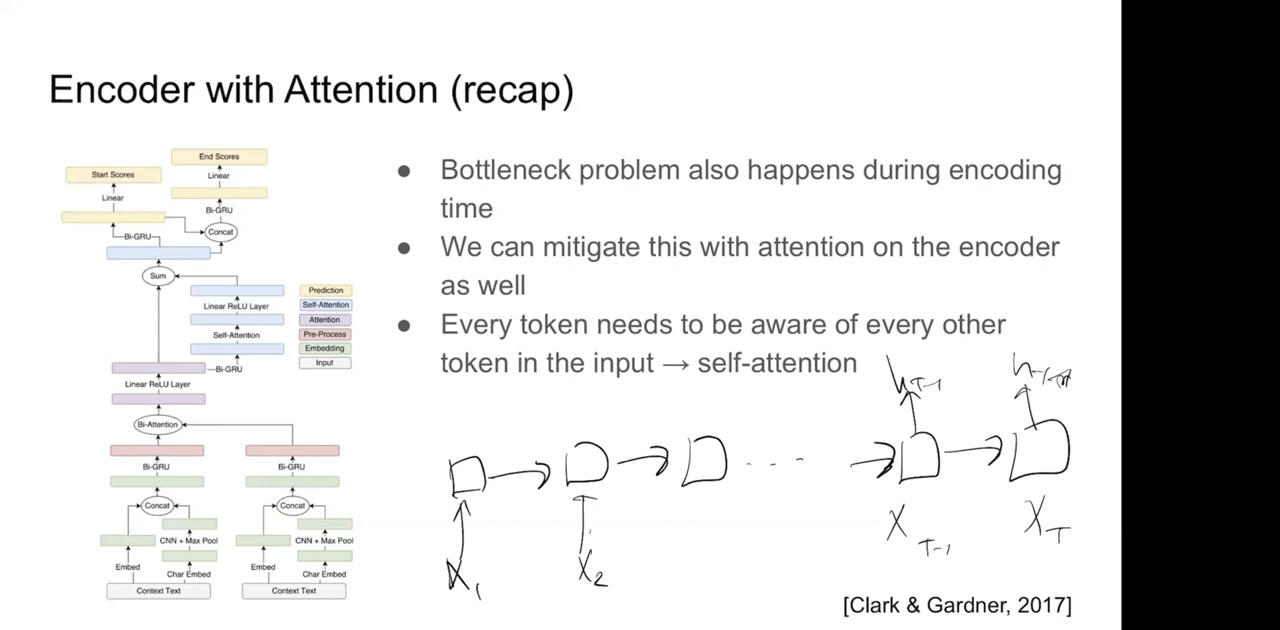 Encoder with Attention (recap)
End Scores
Start Scores
Linear
Linear
Bi-GRU
Bi-GRU
Concat
Sum
Prediction
Linear ReLU Layer
Self-Attention
Attention
Self-Attention
Pre-Process
Embedding
Bi-GRU
Input
Linear ReLU Layer
Bi-Attention
Bi-GRU
Bi-GRU
Concat
Concat
CNN + Max Pool
CNN + Max Pool
Embed
Char Embed
Embed
Char Embed
Context Text
Context Text
● Bottleneck problem also happens during encoding
time
● We can mitigate this with attention on the encoder
as well
● Every token needs to be aware of every other
token in the input → self-attention
h T-1
X 1
X 2
X T-1
X T
[Clark & Gardner, 2017]